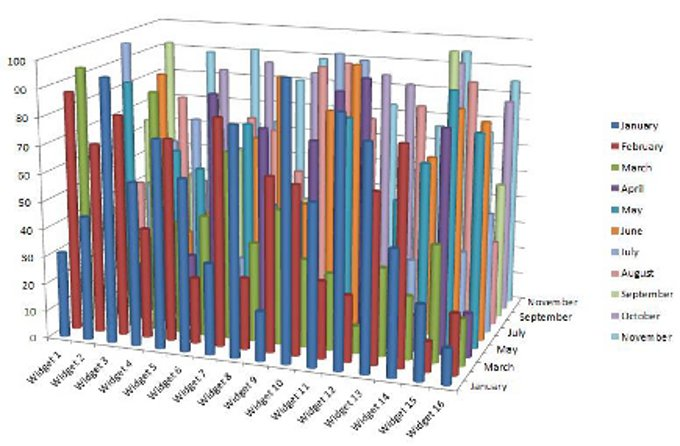 100
90
80
70
60
50
40
30
20
10
0
Widget 1
Widget 2
Widget 3
Widget 4
Widget 5
Widget 6
Widget 7
Widget 8
Widget 9
Widget 10
Widget 11
Widget 12
Widget 13
Widget 14
Widget 15
Widget 16
November
September
July
May
March
January
January
February
March
April
May
June
July
August
September
October
November